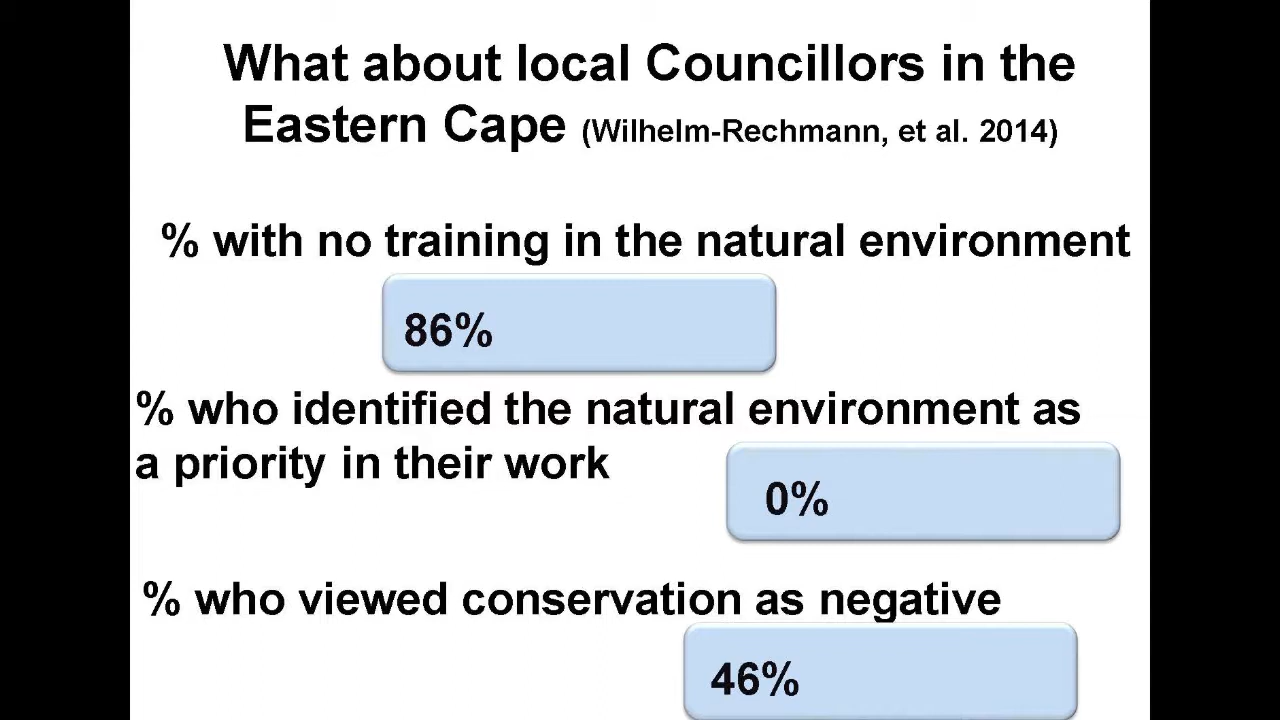 What about local Councillors in the
Eastern Cape (Wilhelm-Rechmann, et al. 2014)
% with no training in the natural environment
86%
% who identified the natural environment as
a priority in their work
0%
% who viewed conservation as negative
46%